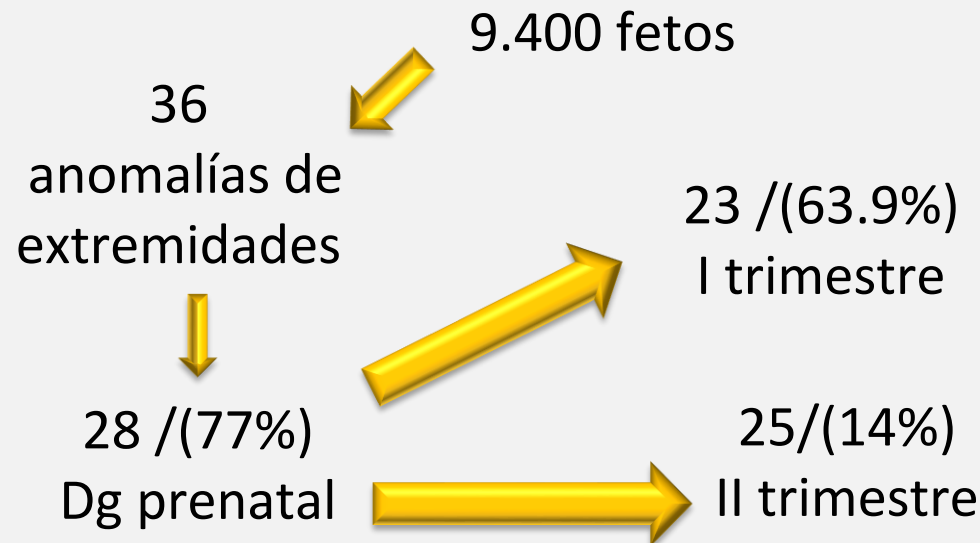 9.400 fetos
36
anomalías de
extremidades
28 /(77%)
Dg prenatal
23 /(63.9%)
I trimestre
25/(14%)
II trimestre